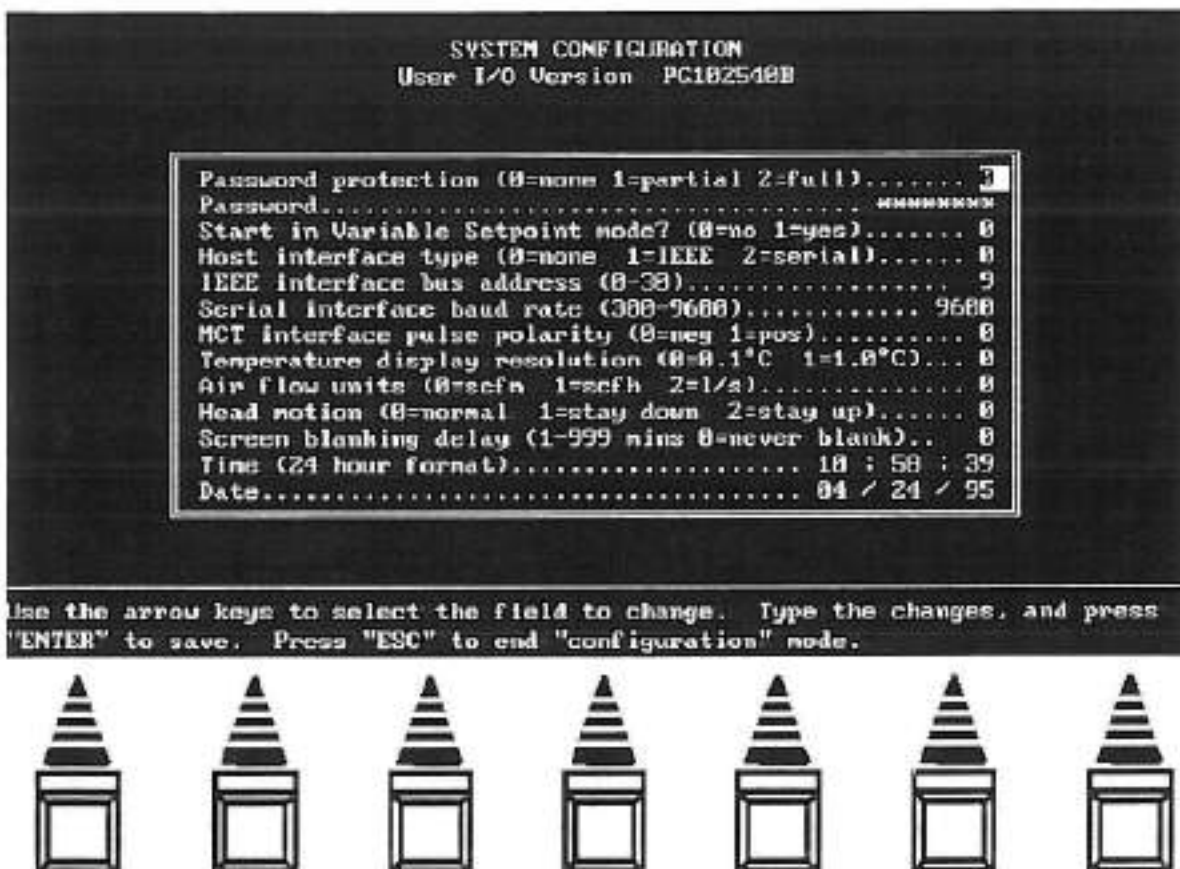 SYSTEM CONFIGURATION
User I/O Version PC102540B
Password protection (0=none 1=partial 2=full)....... 0
Password.................................. ********
Start in Variable Setpoint mode? (0=no 1=yes)....... 0
Host interface type (0=none 1=IEEE 2=serial)...... 0
IEEE interface bus address (0-30)................... 9
Serial interface baud rate (300-9600)............. 9600
MCT interface pulse polarity (0=neg 1=pos).......... 0
Temperature display resolution (0=0.1°C 1=1.0°C)... 0
Air flow units (0=scfm 1=scfh 2=l/s)............... 0
Head motion (0=normal 1=stay down 2=stay up)...... 0
Screen blanking delay (1-999 mins 0=never blank).. 0
Time (24 hour format)..................... 10 : 58 : 39
Date.................................... 04 / 24 / 95
Use the arrow keys to select the field to change. Type the changes, and press
"ENTER" to save. Press "ESC" to end "configuration" mode.